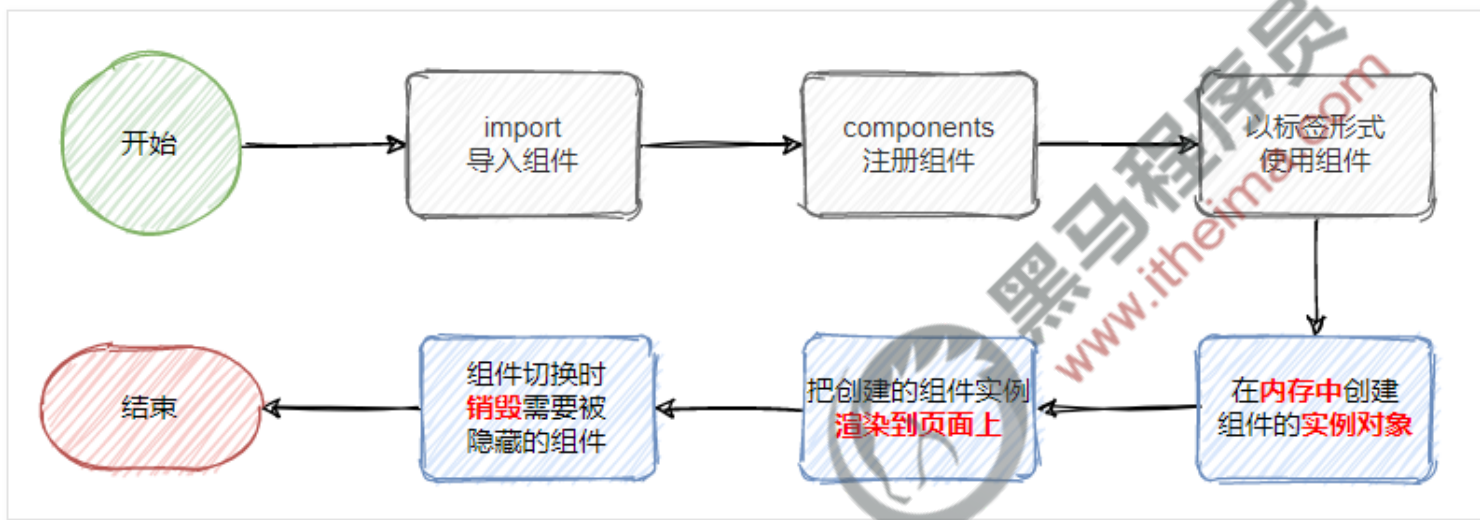 开始
import
导入组件
components
注册组件
以标签形式
使用组件
黑马程序员
www.itheima.com
在内存中创建
组件的实例对象
把创建的组件实例
渲染到页面上
组件切换时
销毁需要被
隐藏的组件
结束